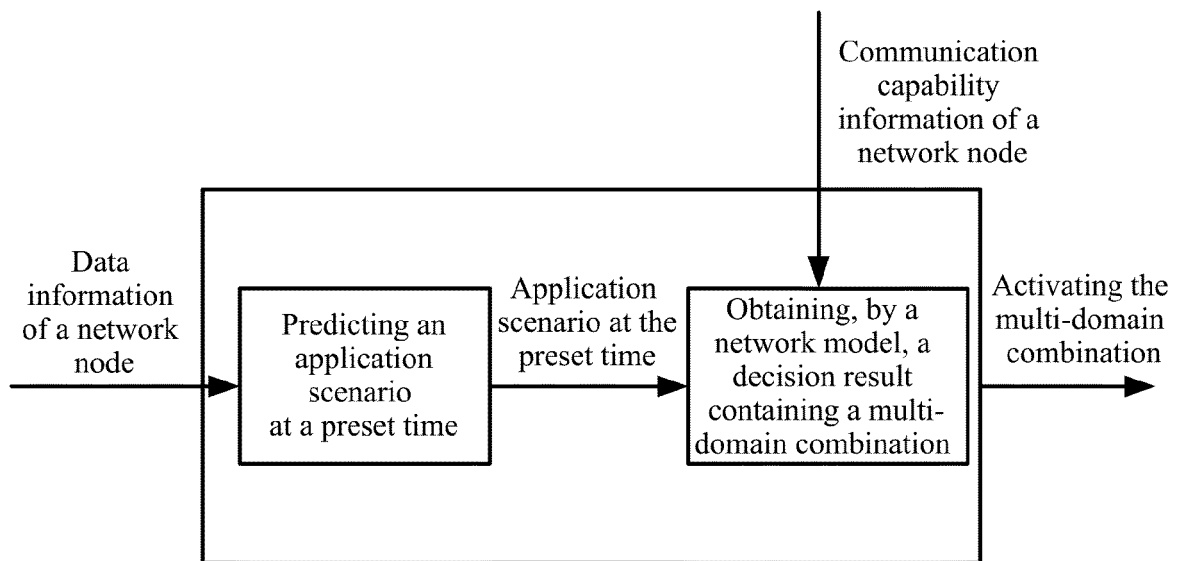 Communication
capability
information of a
network node
Data
information
of a network
node
Predicting an
application
scenario
at a preset time
Application
scenario at the
preset time
Obtaining, by a
network model, a
decision result
containing a multi-
domain combination
Activating the
multi-domain
combination